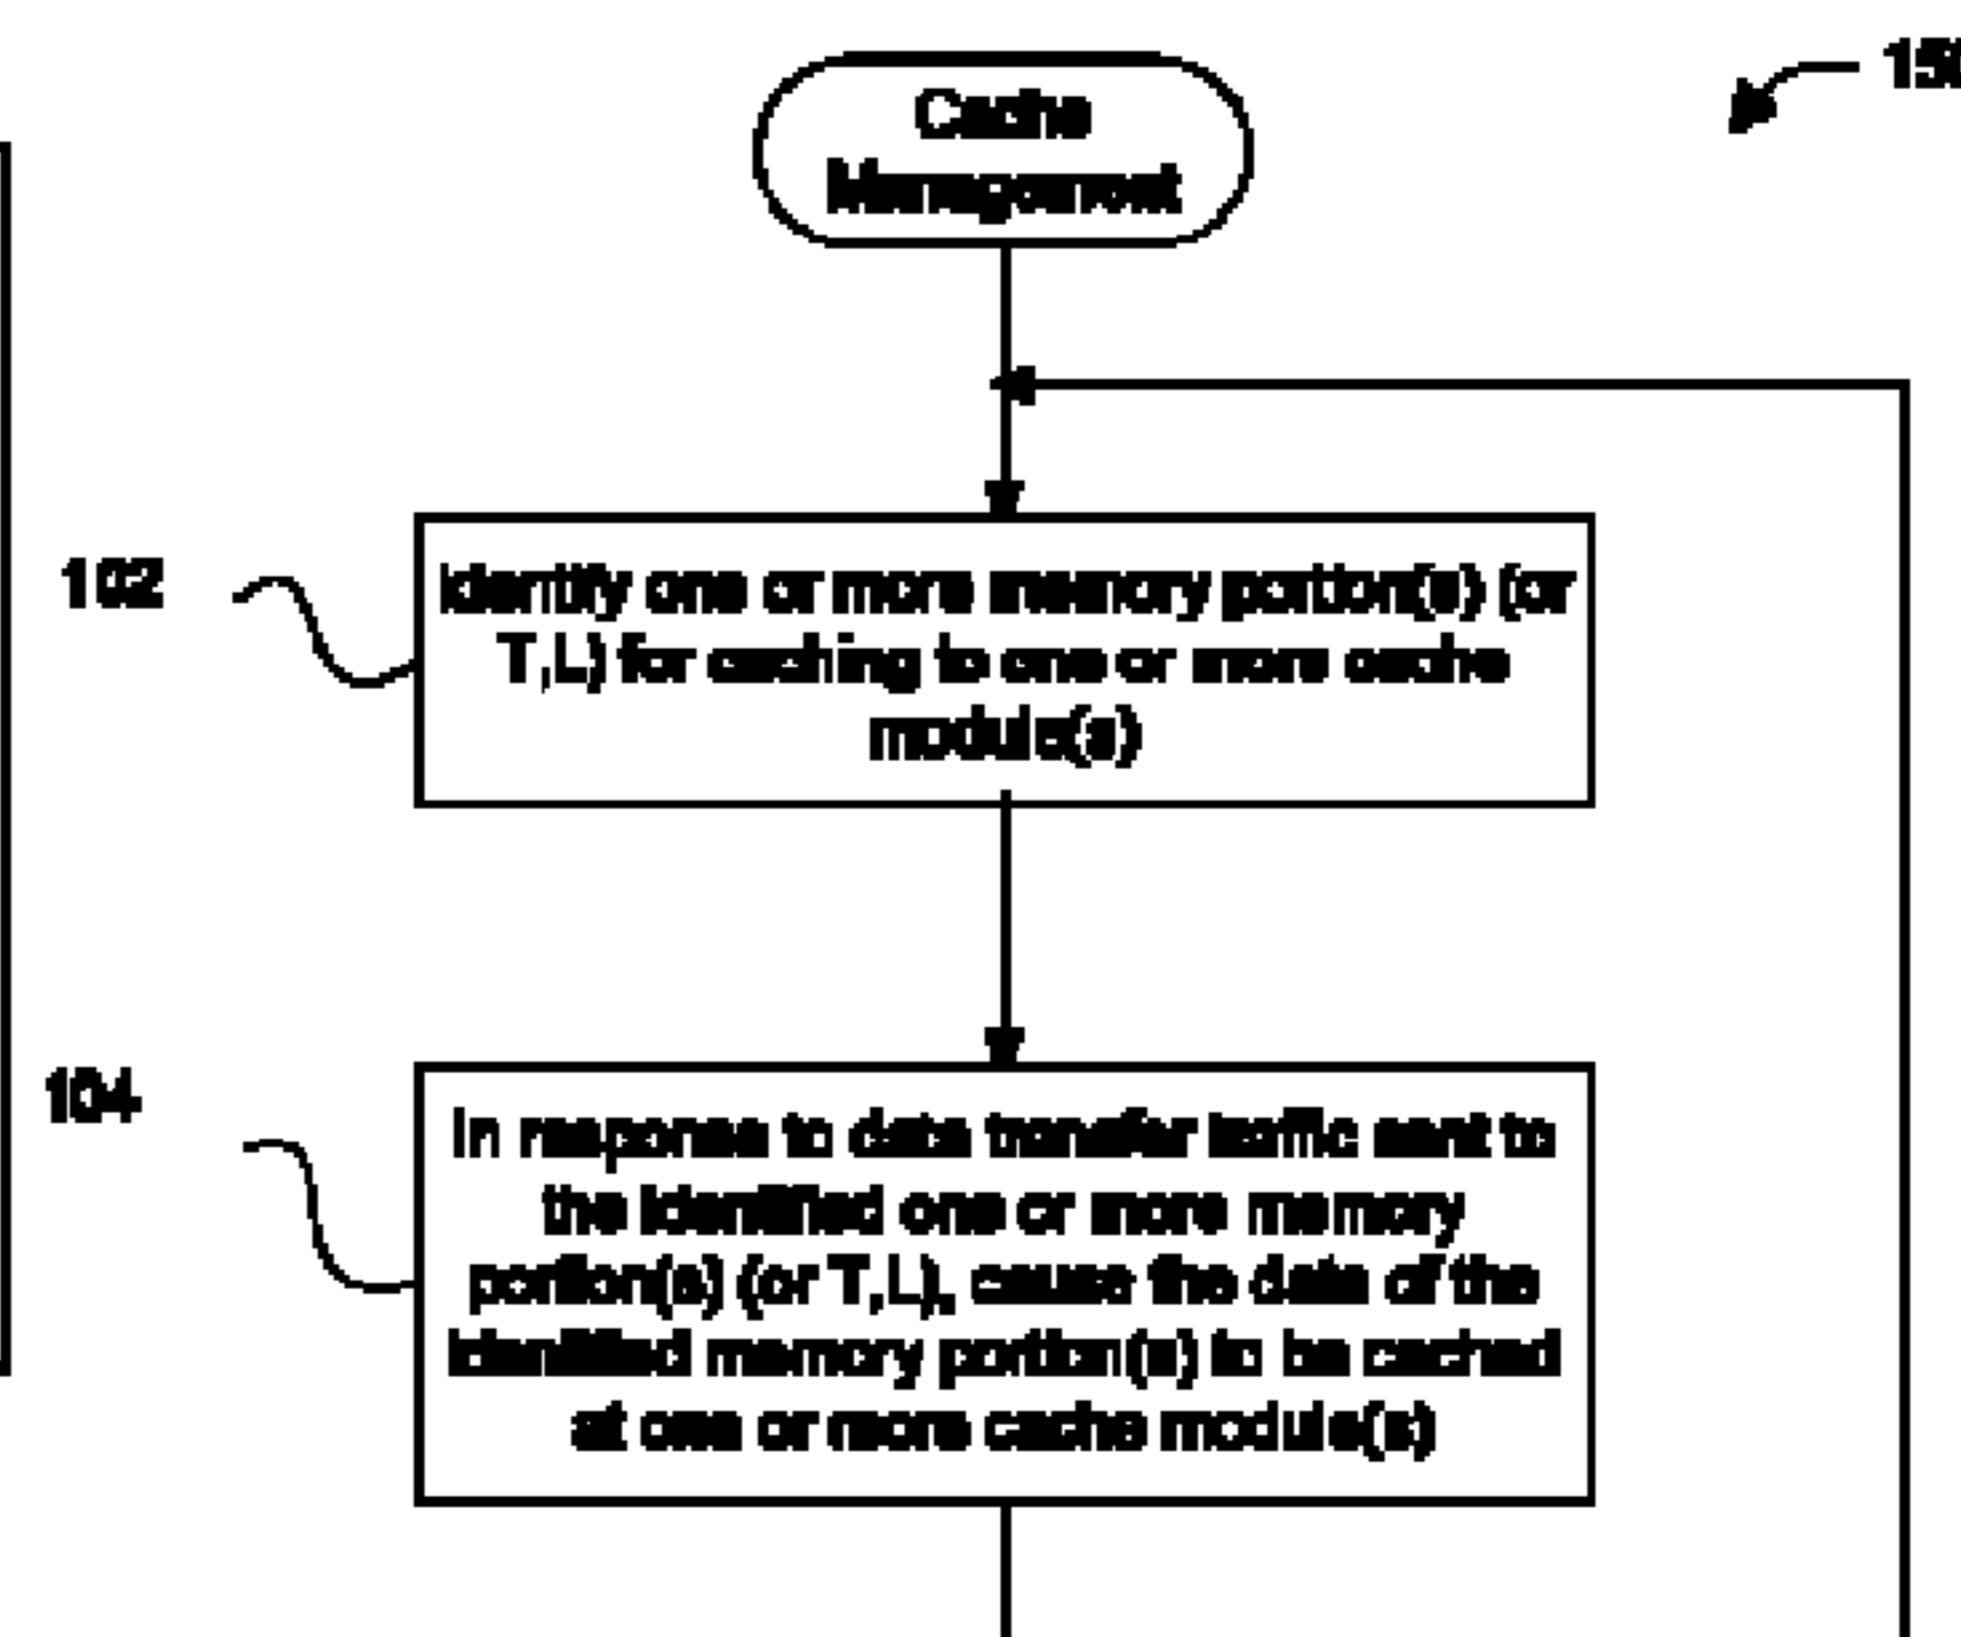 Cache
Management
102
Identify one or more memory portion(s) (or
T,L) for caching to one or more cache
module(s)
104
In response to data transfer traffic sent to
the identified one or more memory
portion(s) (or T,L), cause the data of the
identified memory portion(s) to be cached
at one or more cache module(s)